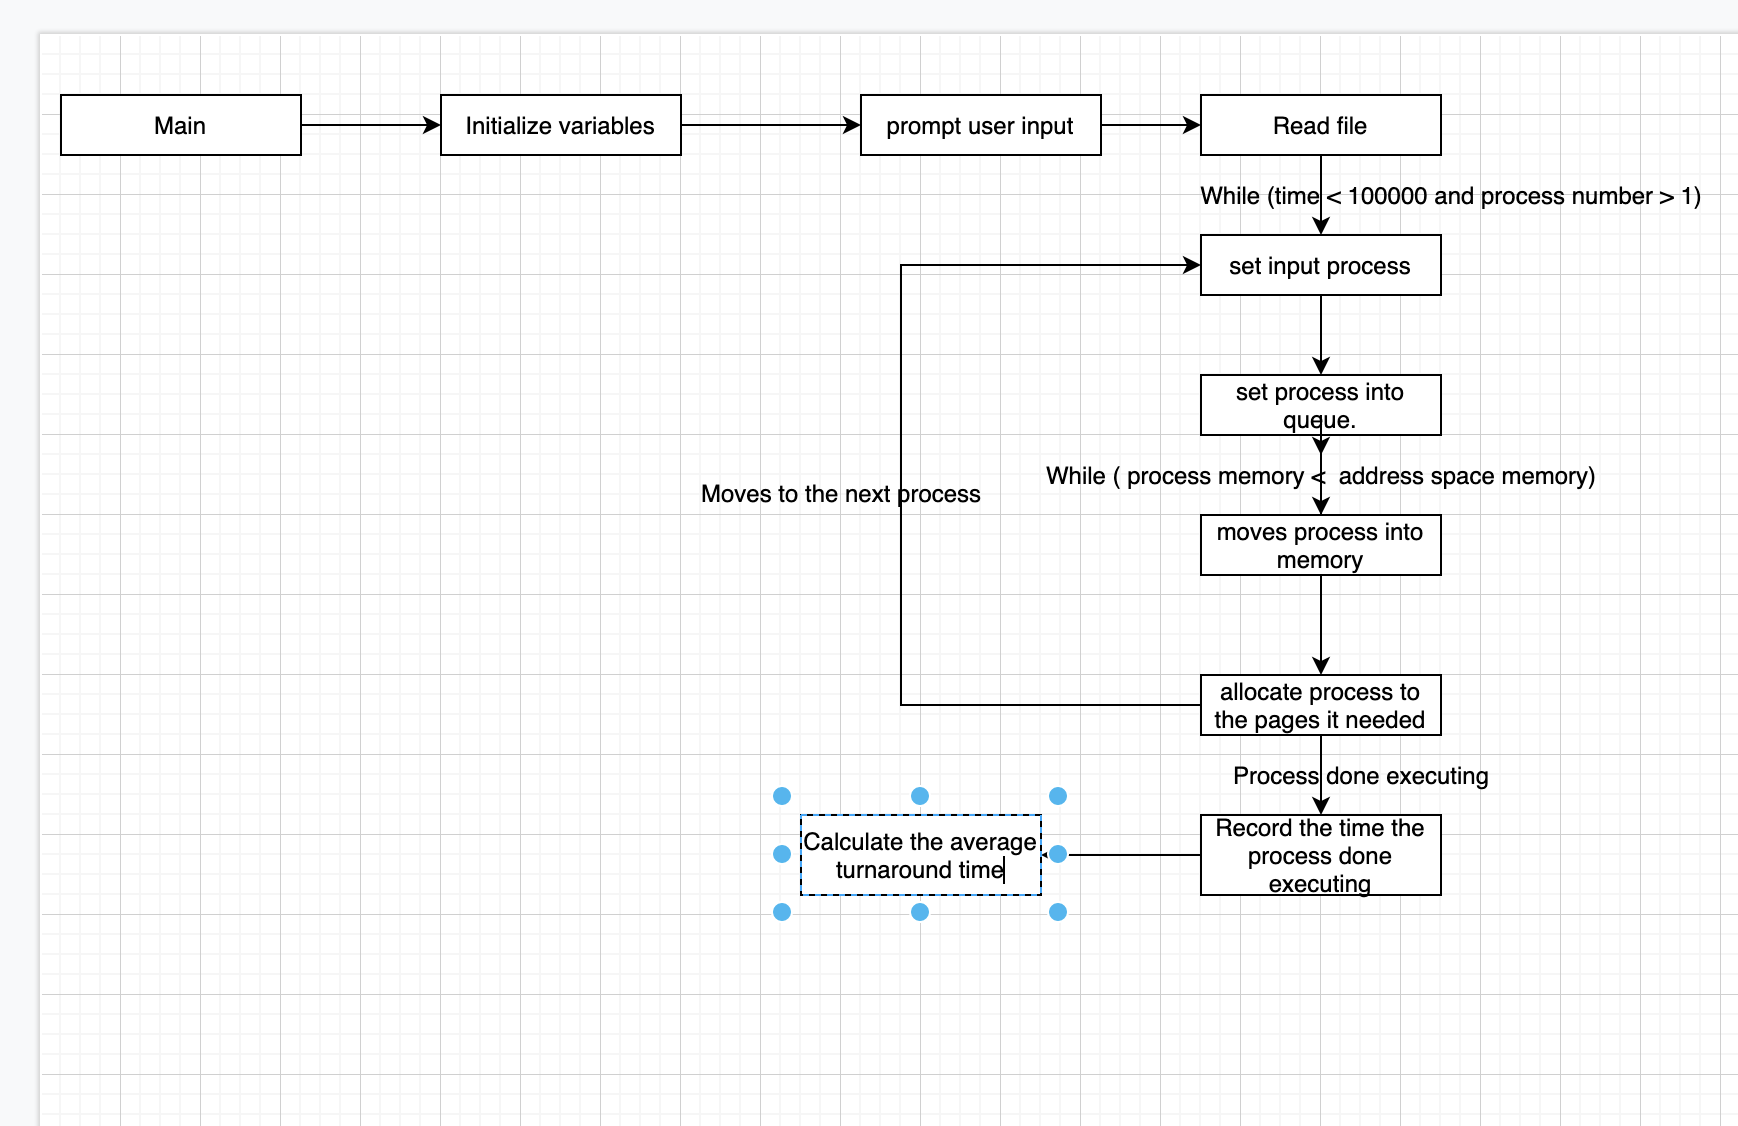 Main
Initialize variables
prompt user input
Read file
While (time < 100000 and process number > 1)
set input process
set process into
queue.
While ( process memory <  address space memory)
Moves to the next process
moves process into
memory
allocate process to
the pages it needed
Process done executing
Calculate the average
turnaround time
Record the time the
process done
executing